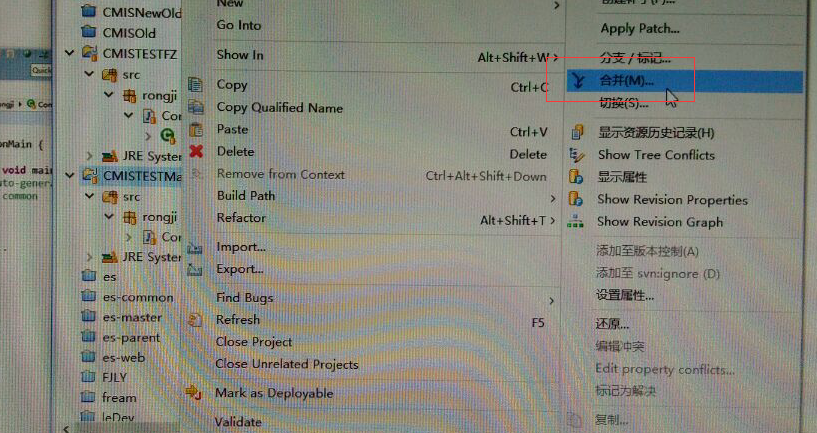 CMISNewOld
CMISOld
CMISTESTFZ
src
rongji
Cor
JRE System
CMISTESTMa
src
rongji
Cor
JRE System
es
es-common
es-master
es-parent
es-web
FJLY
fream
leDev
Quick
ngji
Con
onMain {
void main
uto-gener
common
New
Go Into
Show In Alt+Shift+W
Copy Ctrl+C
Copy Qualified Name
Paste Ctrl+V
Delete Delete
Remove from Context Ctrl+Alt+Shift+Down
Build Path
Refactor Alt+Shift+T
Import...
Export...
Find Bugs
Refresh F5
Close Project
Close Unrelated Projects
Mark as Deployable
Validate
Apply Patch...
分支 / 标记...
合并(M)...
切换(S)...
显示资源历史记录(H)
Show Tree Conflicts
显示属性
Show Revision Properties
Show Revision Graph
添加至版本控制(A)
添加至 svn:ignore (D)
设置属性...
还原...
编辑冲突
Edit property conflicts...
标记为解决
复制...